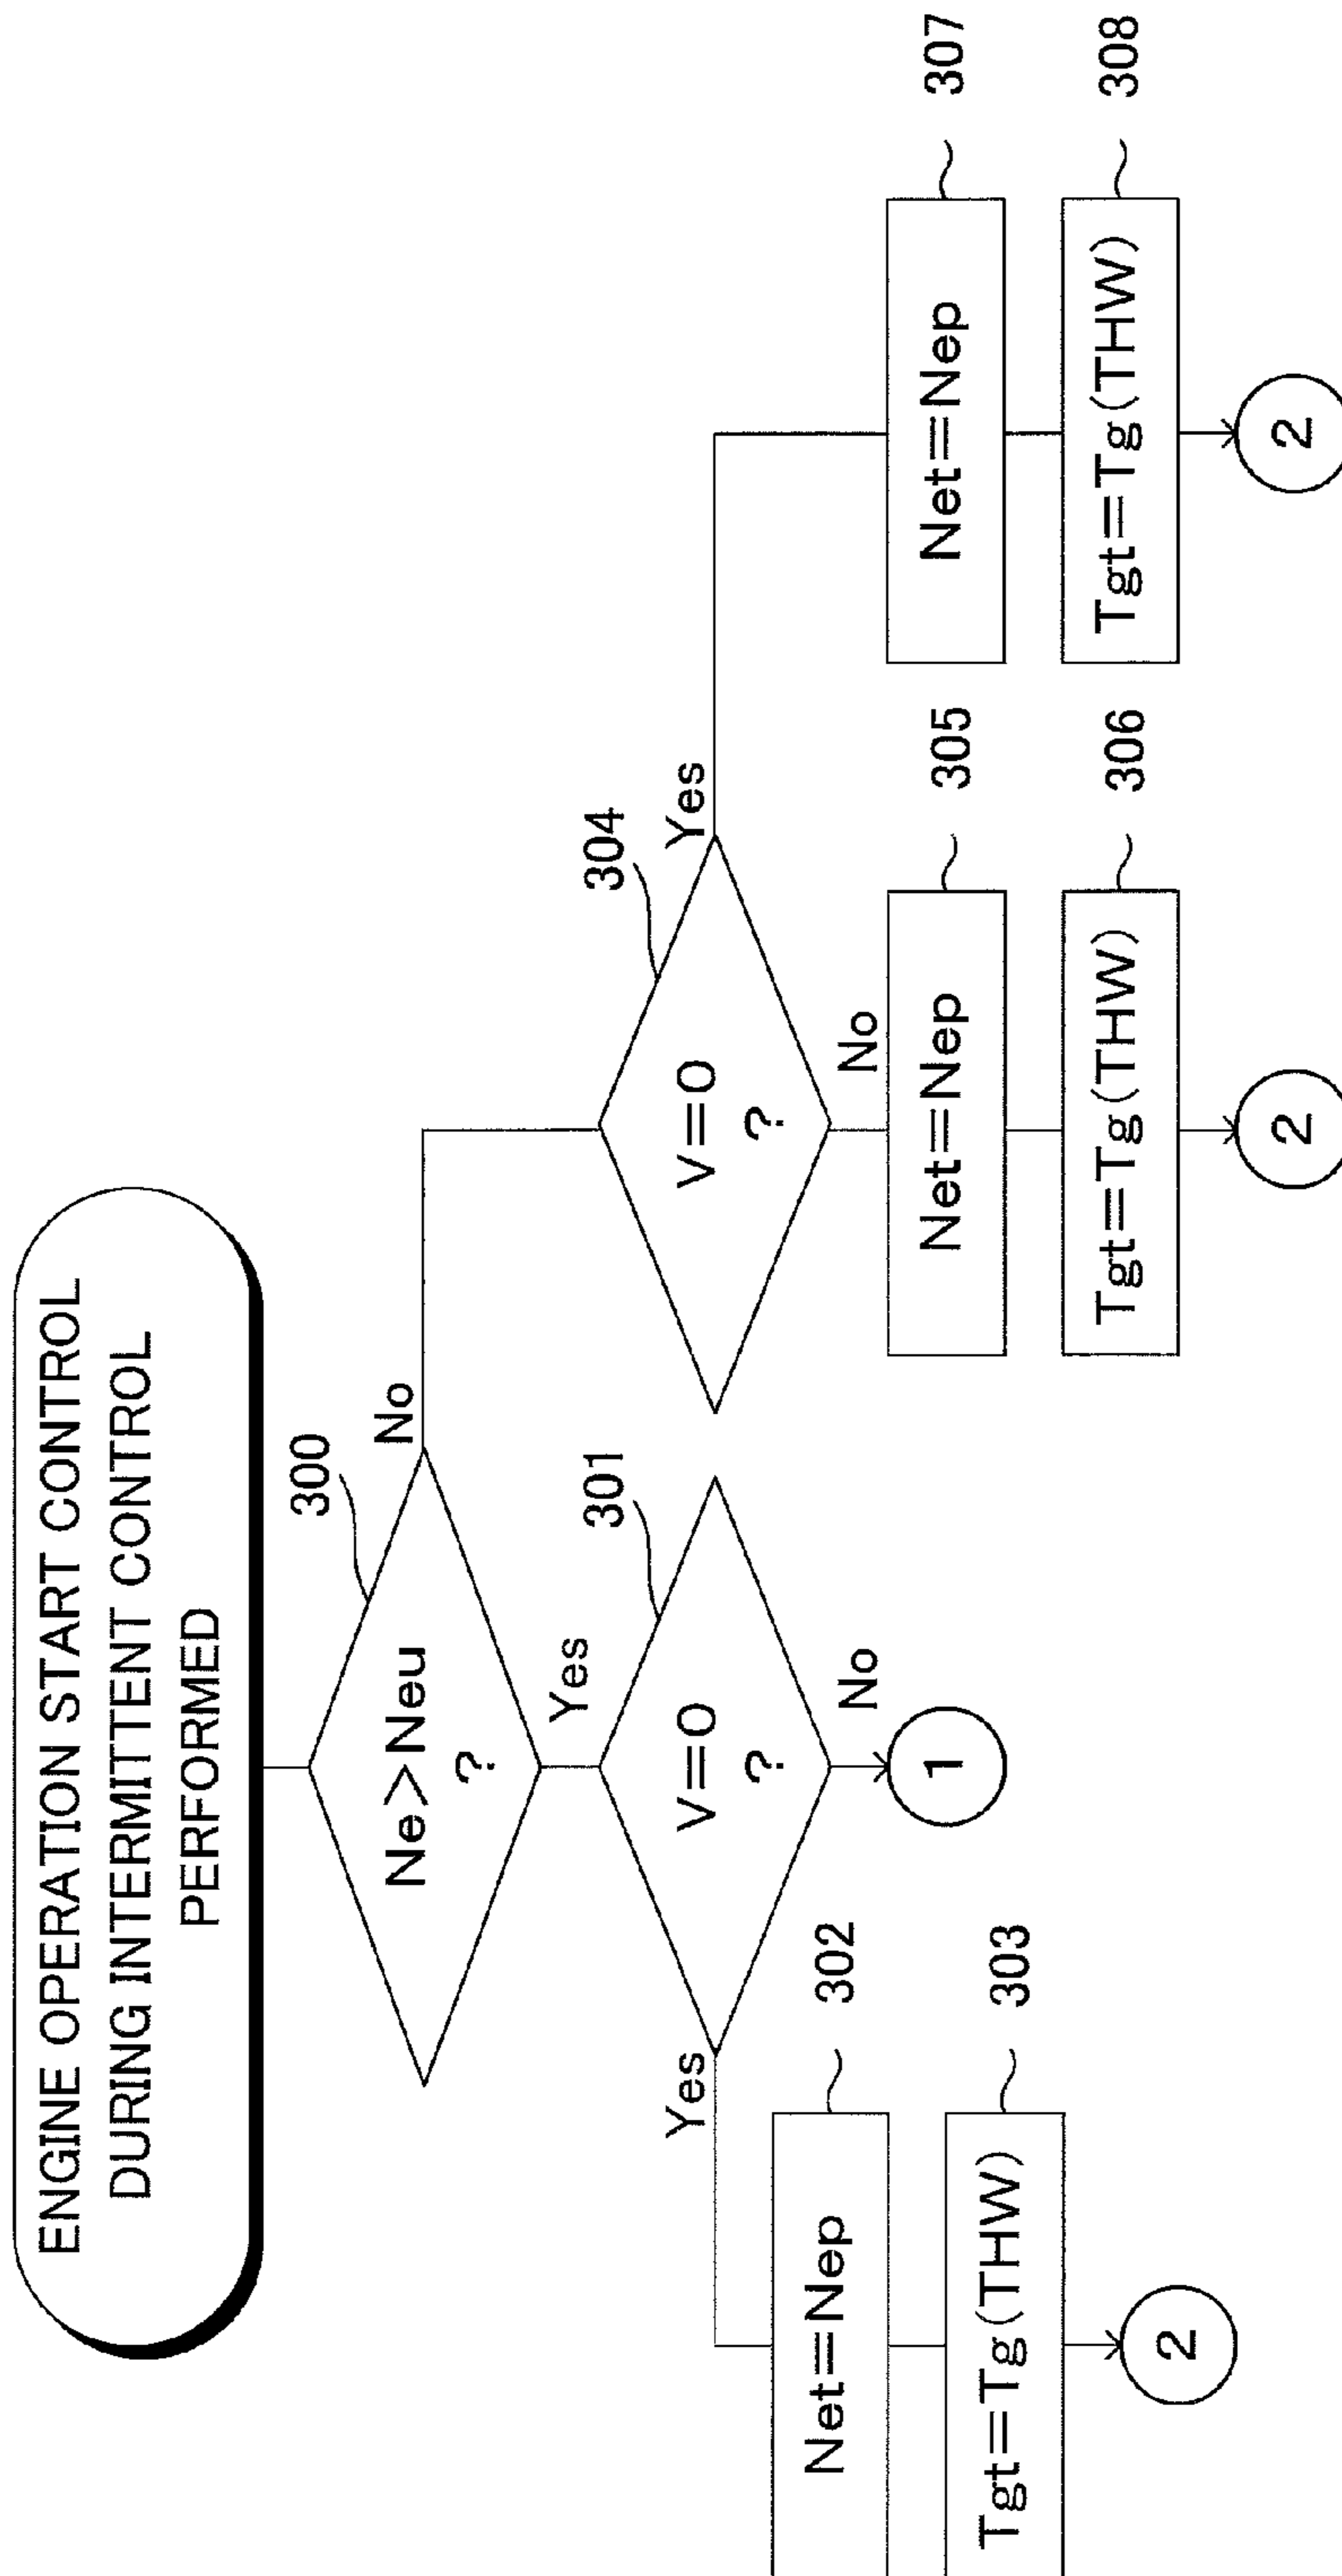 ENGINE OPERATION START CONTROL
DURING INTERMITTENT CONTROL
PERFORMED
300
Ne>Neu
?
No
Yes
301
V=0
?
Yes
No
304
V=0
?
Yes
No
302
Net=Nep
303
Tgt=Tg(THW)
2
1
305
Net=Nep
306
Tgt=Tg(THW)
2
307
Net=Nep
308
Tgt=Tg(THW)
2